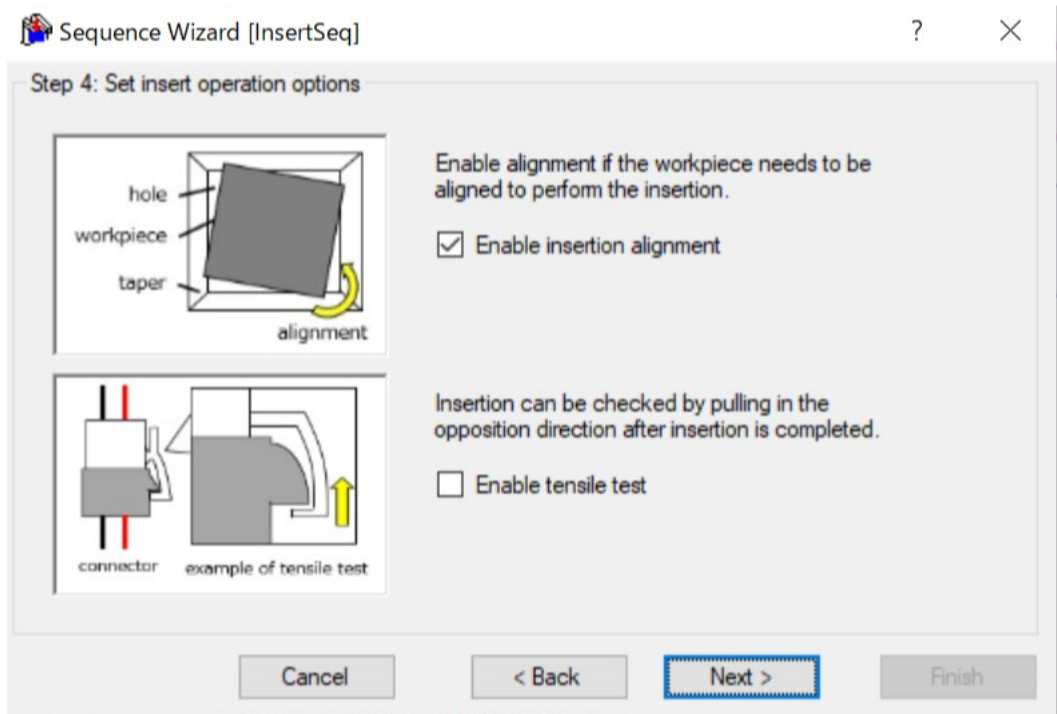 Sequence Wizard [InsertSeq]
?
Step 4: Set insert operation options
hole
workpiece
taper
alignment
Enable alignment if the workpiece needs to be
aligned to perform the insertion.
Enable insertion alignment
connector
example of tensile test
Insertion can be checked by pulling in the
opposition direction after insertion is completed.
Enable tensile test
Cancel
< Back
Next >
Finish